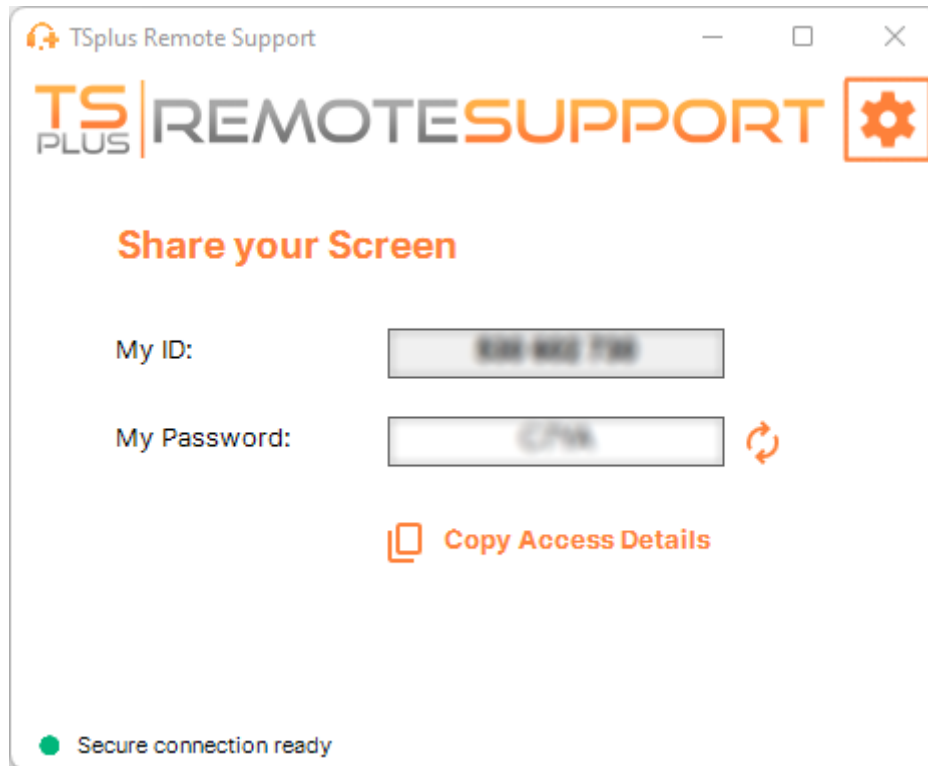 TSplus Remote Support
TS PLUS REMOTESUPPORT
Share your Screen
My ID:
My Password:
Copy Access Details
Secure connection ready